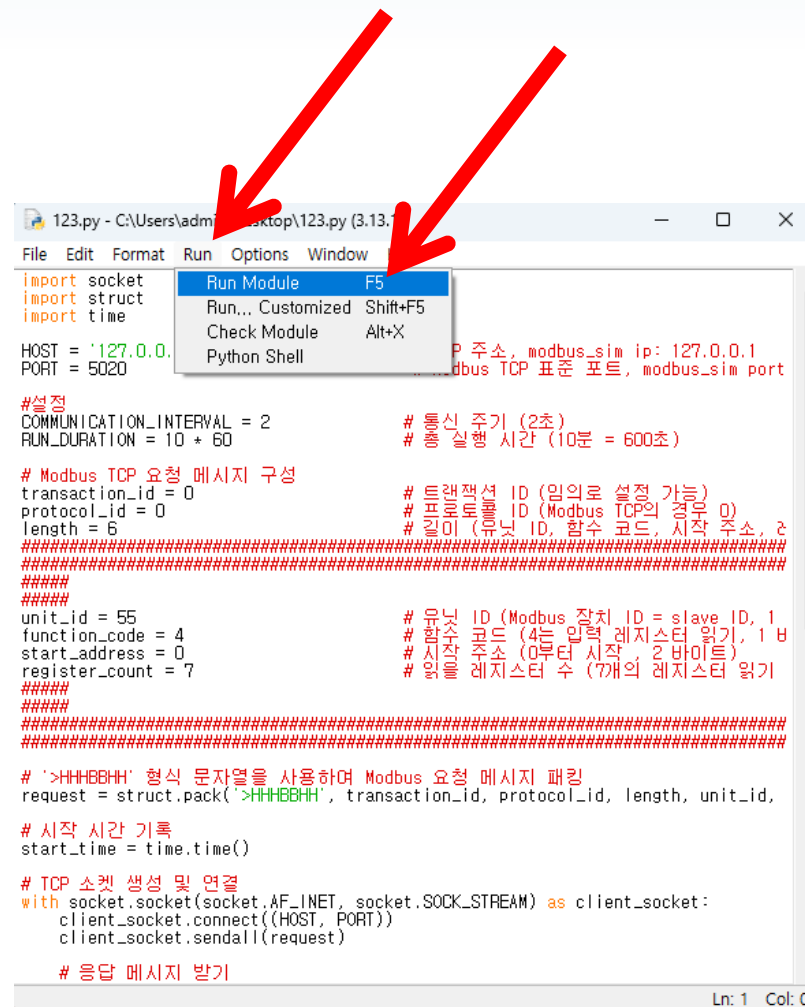 123.py - C:\Users\admi sktop\123.py (3.13.
File Edit Format Run Options Window
import socket
import struct
import time
Run Module F5
Run... Customized Shift+F5
Check Module Alt+X
Python Shell
HOST = '127.0.0. P 주소, modbus_sim ip: 127.0.0.1
PORT = 5020 # Modbus TCP 표준 포트, modbus_sim port
#설정
COMMUNICATION_INTERVAL = 2 # 통신 주기 (2초)
RUN_DURATION = 10 * 60 # 총 실행 시간 (10분 = 600초)
# Modbus TCP 요청 메시지 구성
transaction_id = 0 # 트랜잭션 ID (임의로 설정 가능)
protocol_id = 0 # 프로토콜 ID (Modbus TCP의 경우 0)
length = 6 # 길이 (유닛 ID, 함수 코드, 시작 주소,
################################################################################
################################################################################
#####
#####
unit_id = 55 # 유닛 ID (Modbus 장치 ID = slave ID, 1
function_code = 4 # 함수 코드 (4는 입력 레지스터 읽기, 1 바
start_address = 0 # 시작 주소 (0부터 시작 , 2 바이트)
register_count = 7 # 읽을 레지스터 수 (7개의 레지스터 읽기
#####
#####
################################################################################
################################################################################
# '>HHHBBHH' 형식 문자열을 사용하여 Modbus 요청 메시지 패킹
request = struct.pack('>HHHBBHH', transaction_id, protocol_id, length, unit_id,
# 시작 시간 기록
start_time = time.time()
# TCP 소켓 생성 및 연결
with socket.socket(socket.AF_INET, socket.SOCK_STREAM) as client_socket:
client_socket.connect((HOST, PORT))
client_socket.sendall(request)
# 응답 메시지 받기
Ln: 1 Col: 0